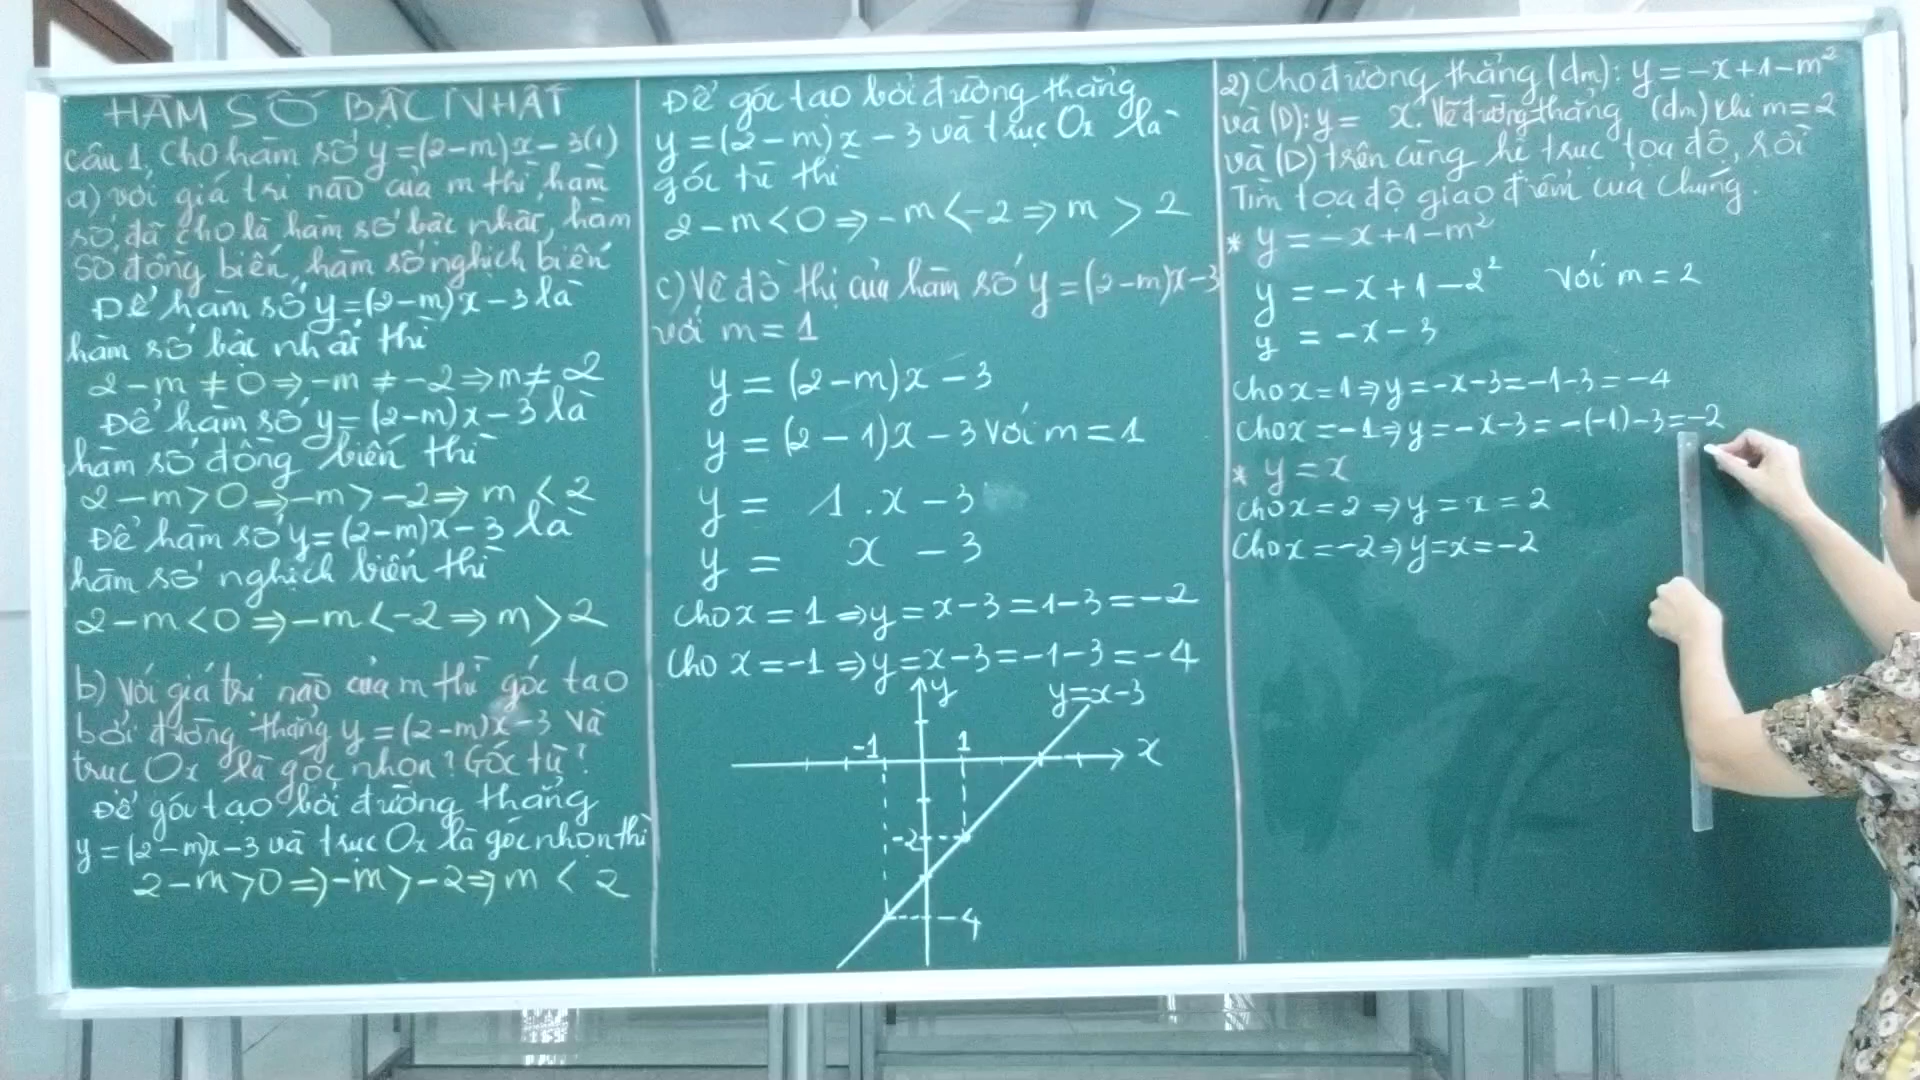 HÀM SỐ BẬC NHẤT
Câu 1, Cho hàm số y=(2-m)x-3(1)
a) với giá trị nào của m thì hàm
số đã cho là hàm số bậc nhất, hàm
số đồng biến, hàm số nghịch biến
Để hàm số y=(2-m)x-3 là
hàm số bậc nhất thì
2-m≠0⇒-m≠-2⇒m≠2
Để hàm số y=(2-m)x-3 là
hàm số đồng biến thì
2-m>0⇒-m>-2⇒m<2
Để hàm số y=(2-m)x-3 là
hàm số nghịch biến thì
2-m<0⇒-m<-2⇒m>2
b) Với giá trị nào của m thì góc tạo
bởi đường thẳng y=(2-m)x-3 và
trục Ox là góc nhọn? Góc tù?
Để góc tạo bởi đường thẳng
y=(2-m)x-3 và trục Ox là góc nhọn thì
2-m>0⇒-m>-2⇒m<2
Để góc tạo bởi đường thẳng
y=(2-m)x-3 và trục Ox là
góc tù thì
2-m<0⇒-m<-2⇒m>2
c) Vẽ đồ thị của hàm số y=(2-m)x-3
với m=1
y=(2-m)x-3
y=(2-1)x-3 Với m=1
y= 1.x-3
y= x-3
Cho x=1⇒y=x-3=1-3=-2
Cho x=-1⇒y=x-3=-1-3=-4
y
y=x-3
-1 1 x
-2
-4
2) Cho đường thẳng (dm): y=-x+1-m²
và (D): y= x. Vẽ đường thẳng (dm) khi m=2
và (D) trên cùng hệ trục tọa độ, rồi
Tìm tọa độ giao điểm của chúng.
* y=-x+1-m²
y=-x+1-2² Với m=2
y=-x-3
Cho x=1⇒y=-x-3=-1-3=-4
Cho x=-1⇒y=-x-3=-(-1)-3=-2
* y=x
Cho x=2⇒y=x=2
Cho x=-2⇒y=x=-2